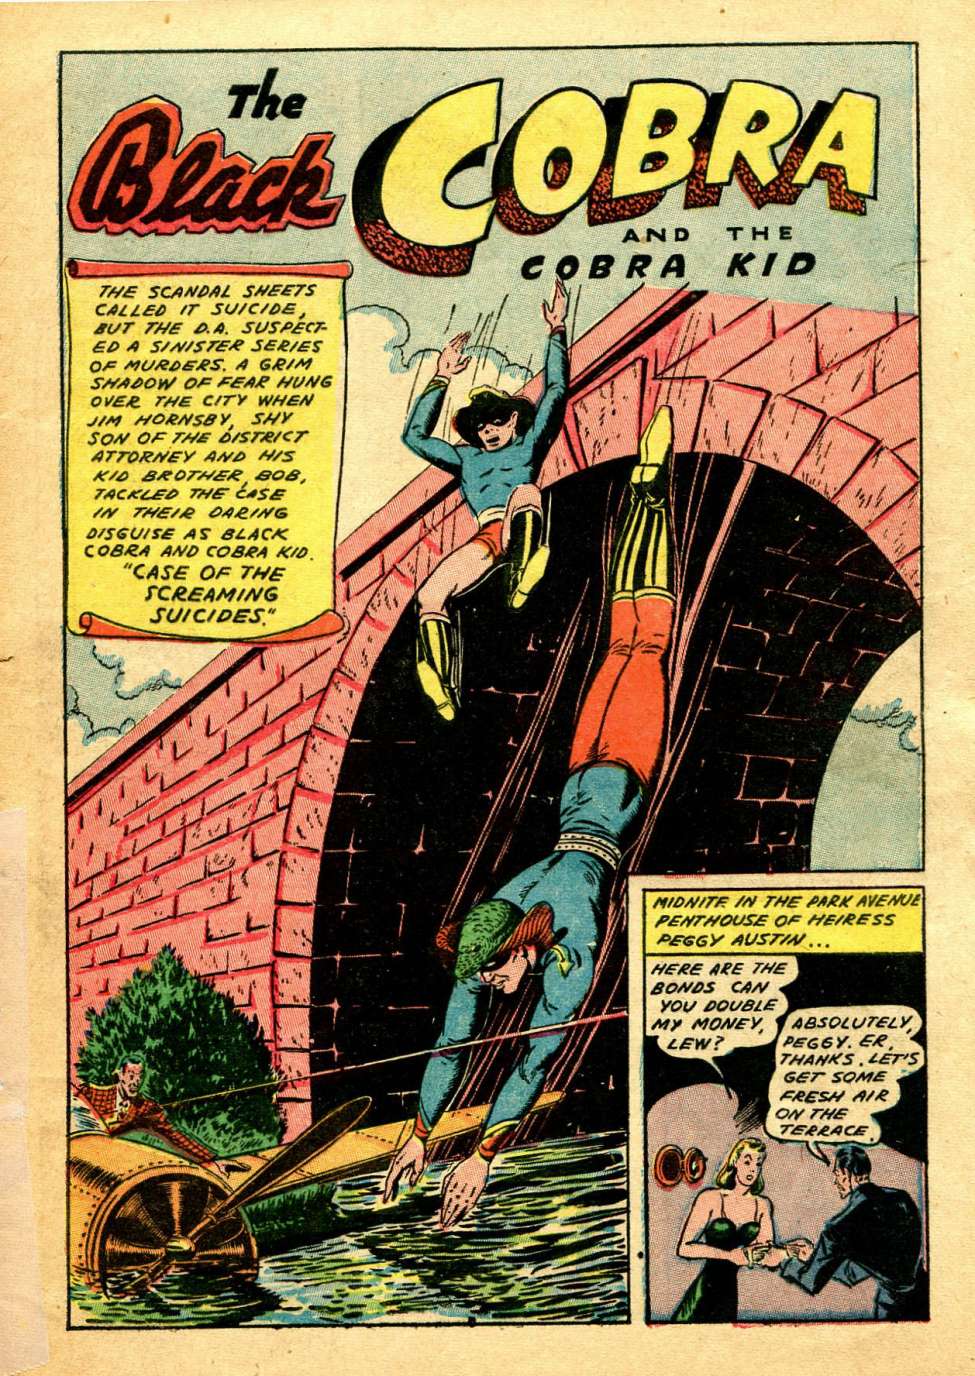 The
Black
COBRA
AND THE
COBRA KID
THE SCANDAL SHEETS
CALLED IT SUICIDE,
BUT THE D.A. SUSPECT-
ED A SINISTER SERIES
OF MURDERS. A GRIM
SHADOW OF FEAR HUNG
OVER THE CITY WHEN
JIM HORNSBY, SHY
SON OF THE DISTRICT
ATTORNEY AND HIS
KID BROTHER, BOB,
TACKLED THE CASE
IN THEIR DARING
DISGUISE AS BLACK
COBRA AND COBRA KID.
"CASE OF THE
SCREAMING
SUICIDES."
MIDNITE IN THE PARK AVENUE
PENTHOUSE OF HEIRESS
PEGGY AUSTIN...
HERE ARE THE
BONDS CAN
YOU DOUBLE
MY MONEY,
LEW?
ABSOLUTELY,
PEGGY. ER,
THANKS. LET'S
GET SOME
FRESH AIR
ON THE
TERRACE.